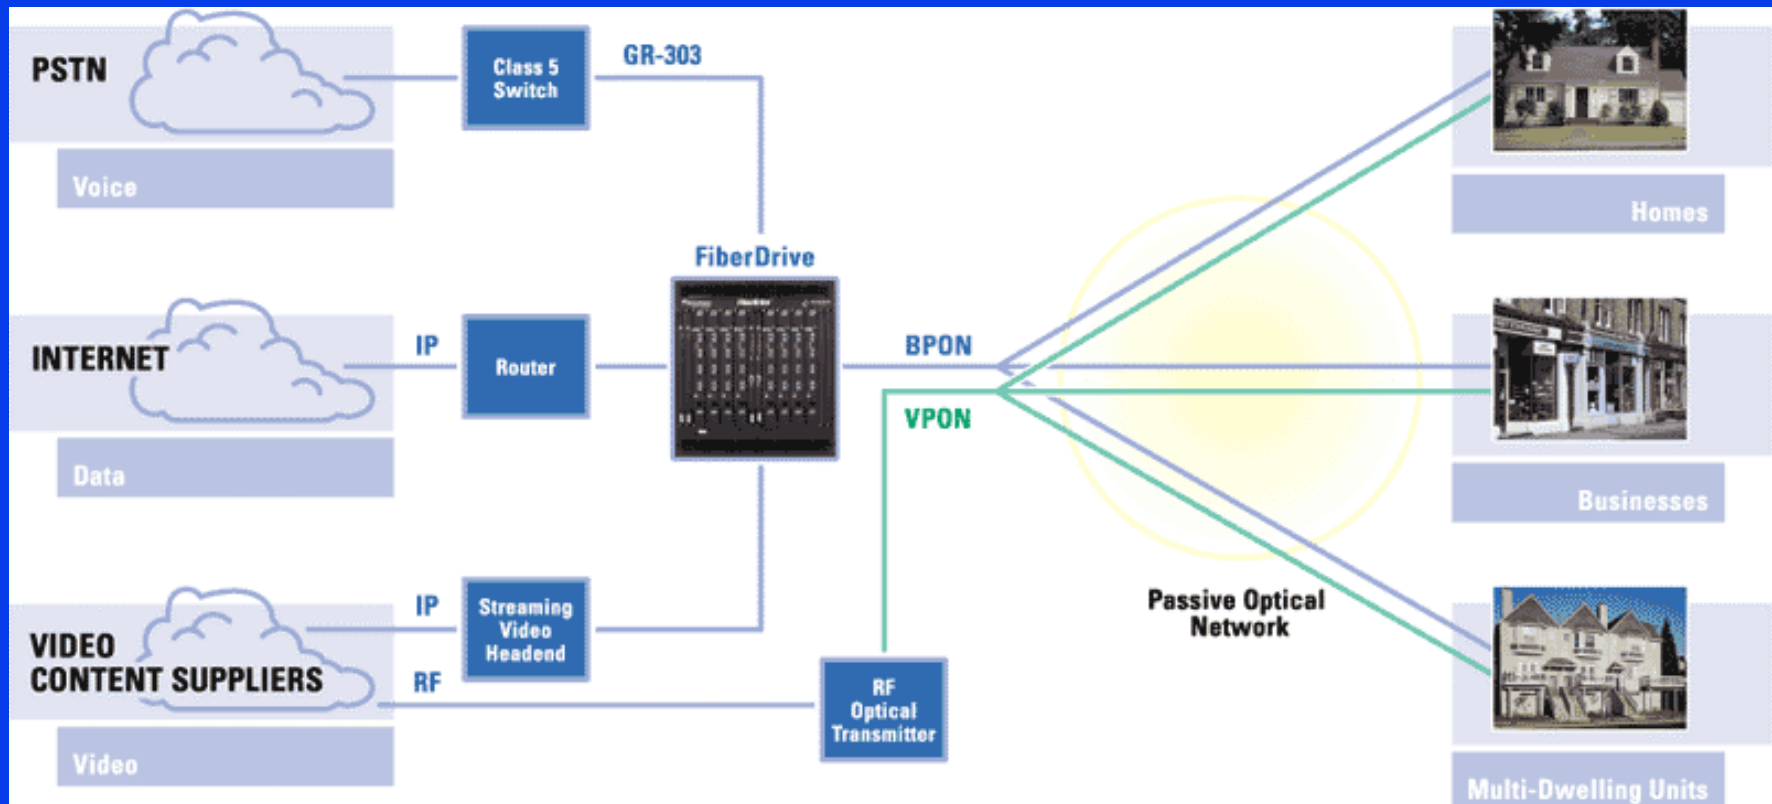 PSTN
Class 5
Switch
GR-303
Voice
Homes
FiberDrive
INTERNET
IP
Router
BPON
VPON
Data
Businesses
Passive Optical
Network
VIDEO
CONTENT SUPPLIERS
IP
Streaming
Video
Headend
RF
RF
Optical
Transmitter
Video
Multi-Dwelling Units